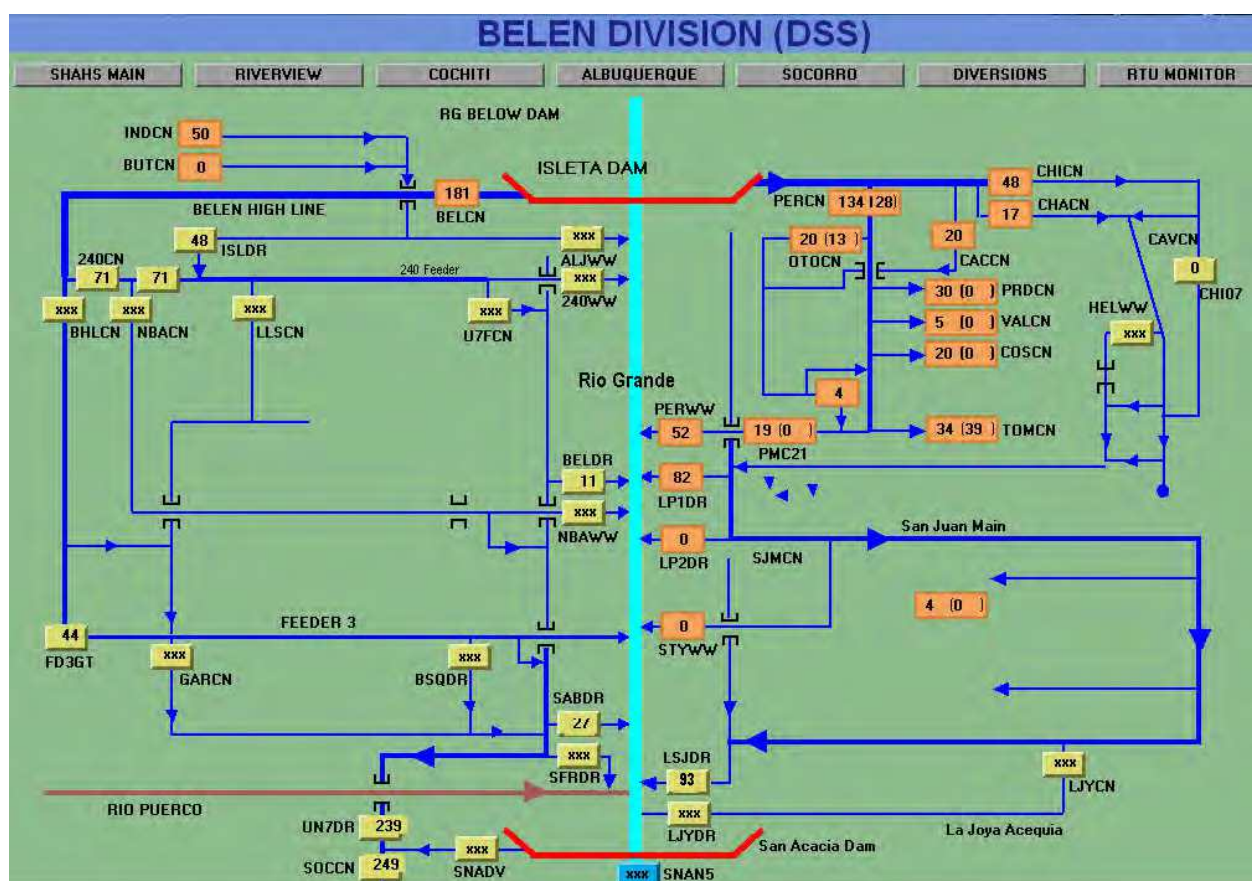 BELEN DIVISION (DSS)
SHAHS MAIN RIVERVIEW COCHITI ALBUQUERQUE SOCORRO DIVERSIONS RTU MONITOR
RG BELOW DAM
INDCN 50
BUTCN 0
ISLETA DAM
181
BELCN
BELEN HIGH LINE
48
CHICN
PERCN 134 (28)
17
CHACN
48
ISLDR
xxx
ALJWW
20 (13)
OTOCN
20
CACCN
CAVCN
240CN
71
71
240 Feeder
xxx
240WW
0
CHI07
30 (0 ) PRDCN
xxx
BHLCN
xxx
NBACN
xxx
LLSCN
xxx
U7FCN
5 (0 ) VALCN
HELWW
xxx
20 (0 ) COSCN
Rio Grande
4
PERWW
52
19 (0 )
PMC21
34 (39) TOMCN
BELDR
11
82
LP1DR
xxx
NBAWW
0
LP2DR
San Juan Main
SJMCN
4 (0 )
44
FD3GT
FEEDER 3
0
STYWW
xxx
GARCN
xxx
BSQDR
SABDR
27
xxx
SFRDR
LSJDR
93
xxx
LJYCN
RIO PUERCO
xxx
LJYDR
La Joya Acequia
UN7DR 239
San Acacia Dam
SOCCN 249
xxx
SNADV
xxx SNAN5